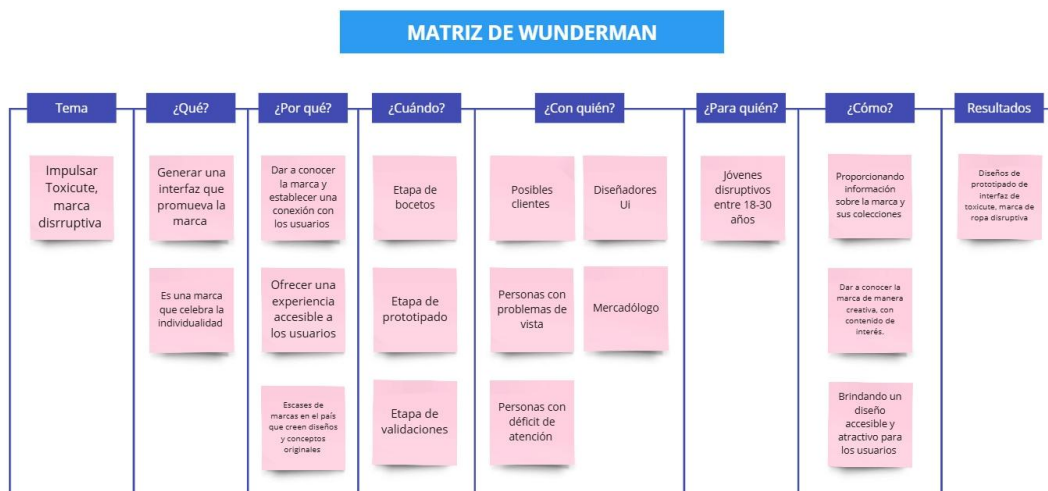 MATRIZ DE WUNDERMAN
Tema
¿Qué?
¿Por qué?
¿Cuándo?
¿Con quién?
¿Para quién?
¿Cómo?
Resultados
Impulsar
Toxicute,
marca
disrruptiva
Generar una
interfaz que
promueva la
marca
Es una marca
que celebra la
individualidad
Dar a conocer
la marca y
establecer una
conexión con
los usuarios
Ofrecer una
experiencia
accesible a
los usuarios
Escases de
marcas en el país
que creen diseños
y conceptos
originales
Etapa de
bocetos
Etapa de
prototipado
Etapa de
validaciones
Posibles
clientes
Diseñadores
Ui
Personas con
problemas de
vista
Mercadólogo
Personas con
déficit de
atención
Jóvenes
disruptivos
entre 18-30
años
Proporcionando
información
sobre la marca y
sus colecciones
Dar a conocer la
marca de manera
creativa, con
contenido de
interés.
Brindando un
diseño
accesible y
atractivo para
los usuarios
Diseños de
prototipado de
interfaz de
toxicute, marca de
ropa disruptiva